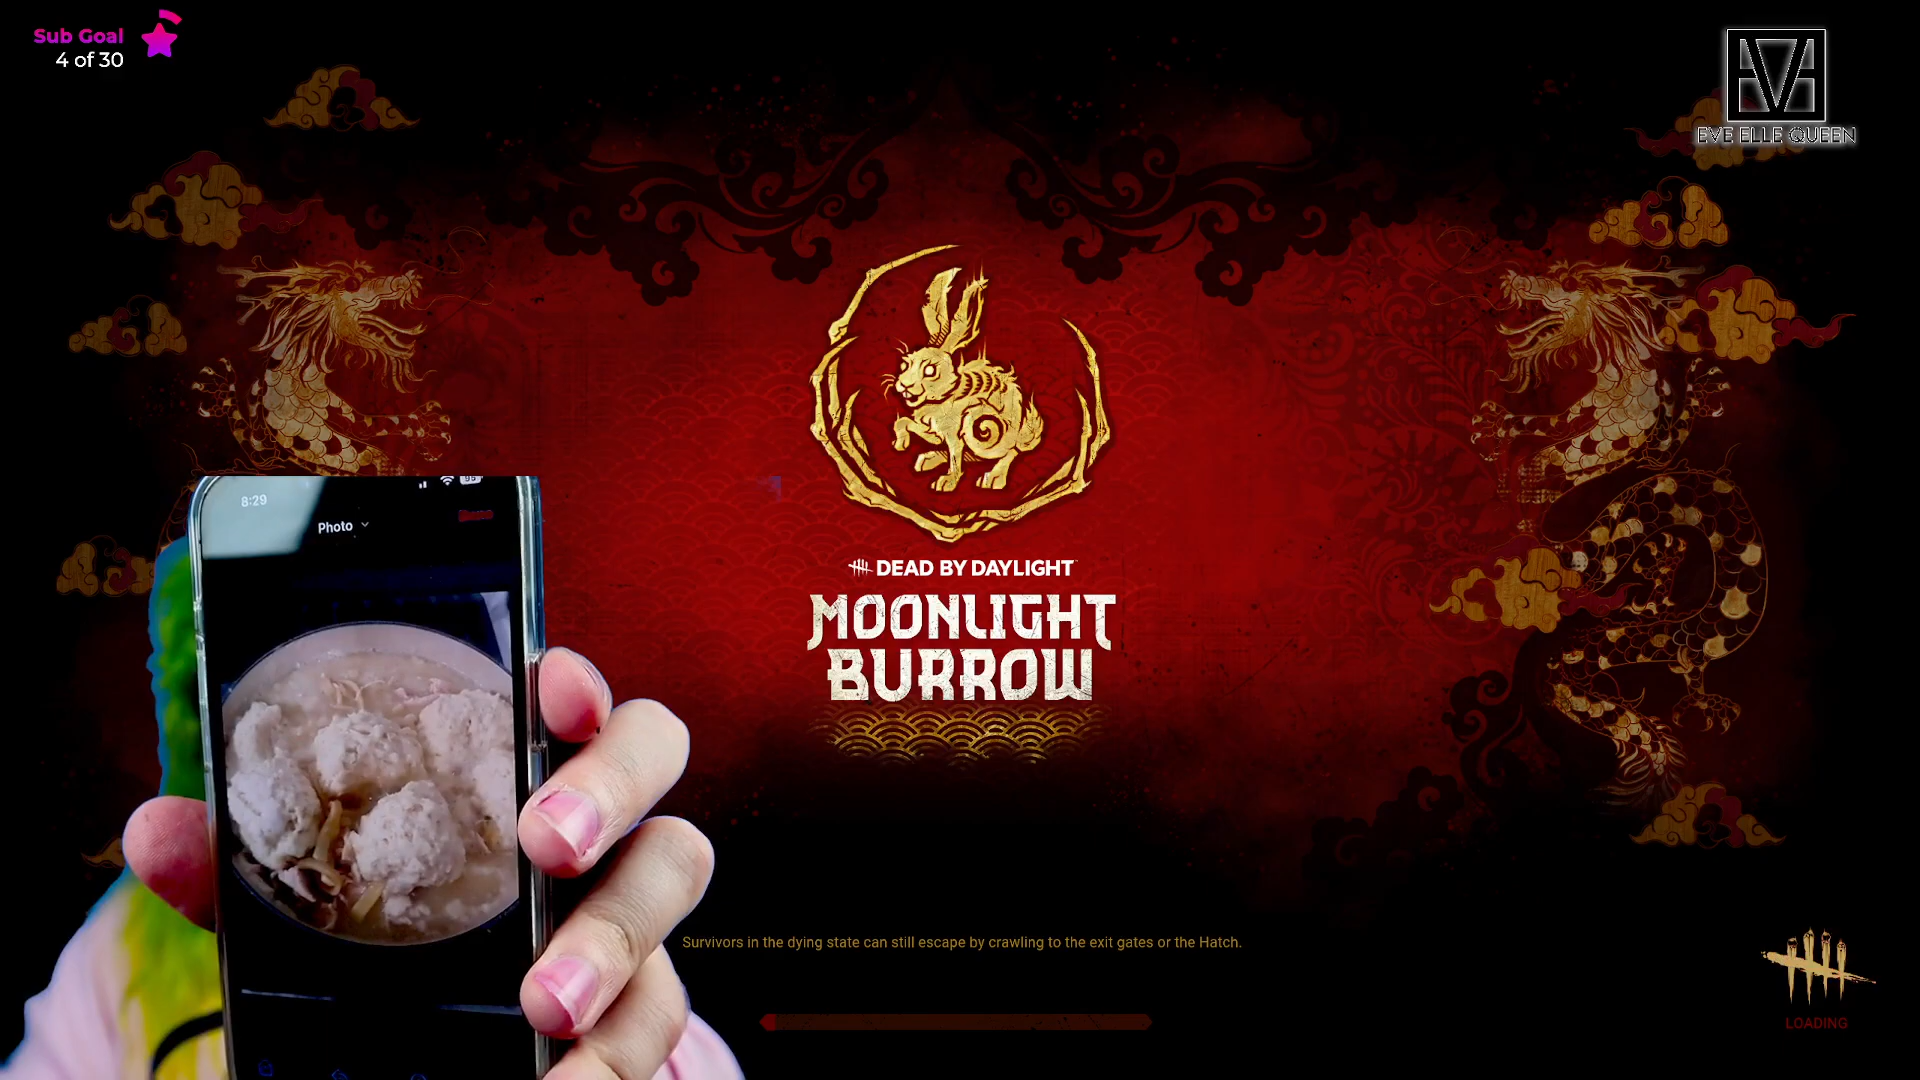 Sub Goal
4 of 30
EVE ELLE QUEEN
8:29
95
Photo
DEAD BY DAYLIGHT
MOONLIGHT
BURROW
Survivors in the dying state can still escape by crawling to the exit gates or the Hatch.
LOADING